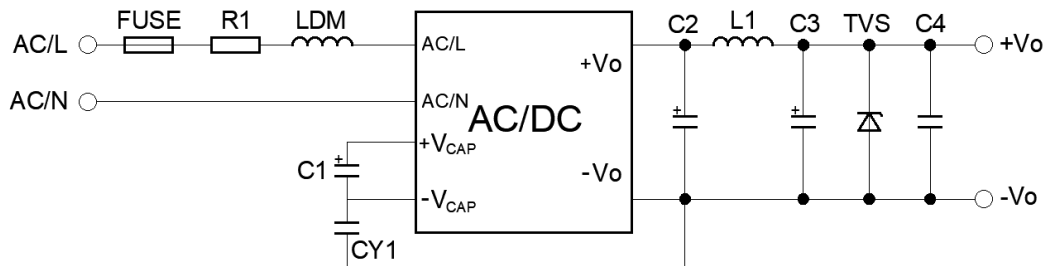 FUSE R1 LDM C2 L1 C3 TVS C4
AC/L AC/L +Vo +Vo
AC/N AC/N
AC/DC
+VCAP
C1
-Vo
-VCAP -Vo
CY1